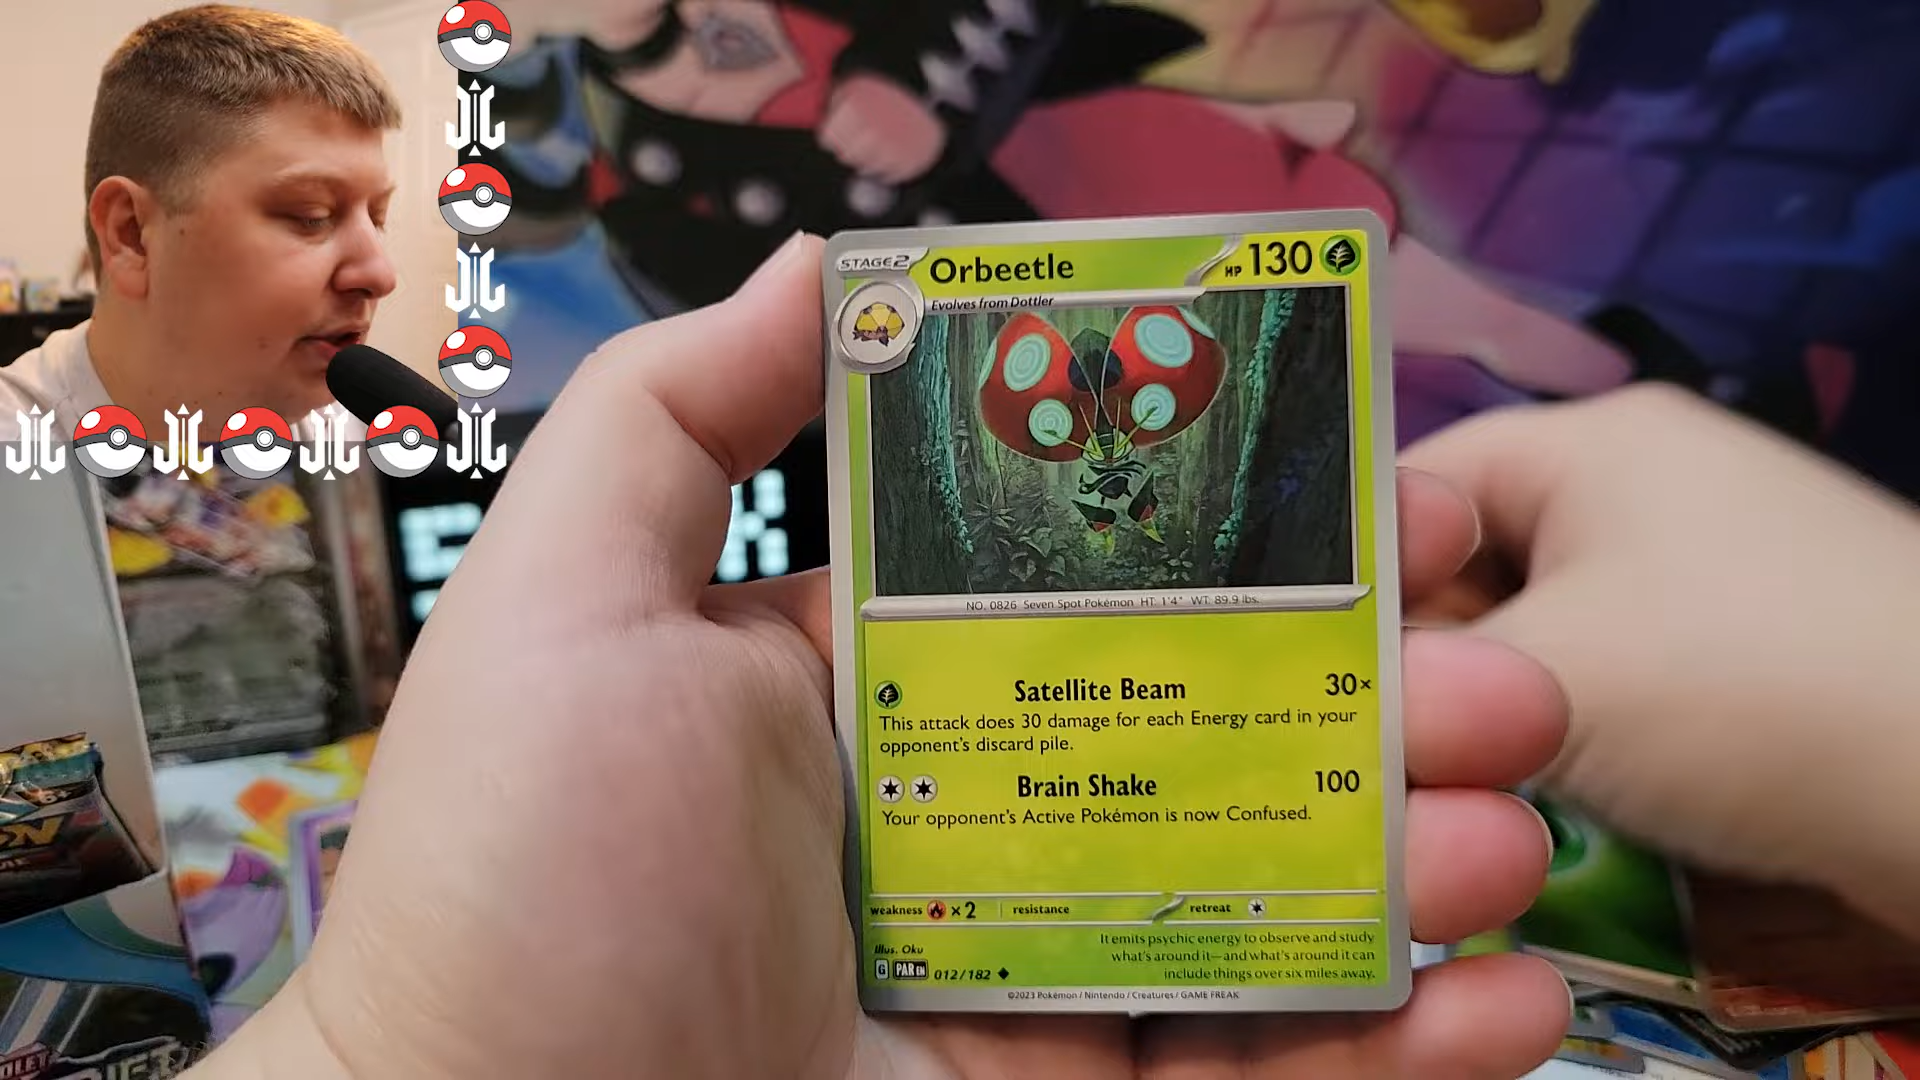 STAGE2 Orbeetle HP 130
Evolves from Dottler
NO. 0826 Seven Spot Pokémon HT: 1'4" WT: 89.9 lbs.
Satellite Beam 30×
This attack does 30 damage for each Energy card in your
opponent's discard pile.
Brain Shake 100
Your opponent's Active Pokémon is now Confused.
weakness ×2 resistance retreat
Illus. Oku
G PAR EN 012/182
It emits psychic energy to observe and study
what's around it—and what's around it can
include things over six miles away.
©2023 Pokémon / Nintendo / Creatures / GAME FREAK